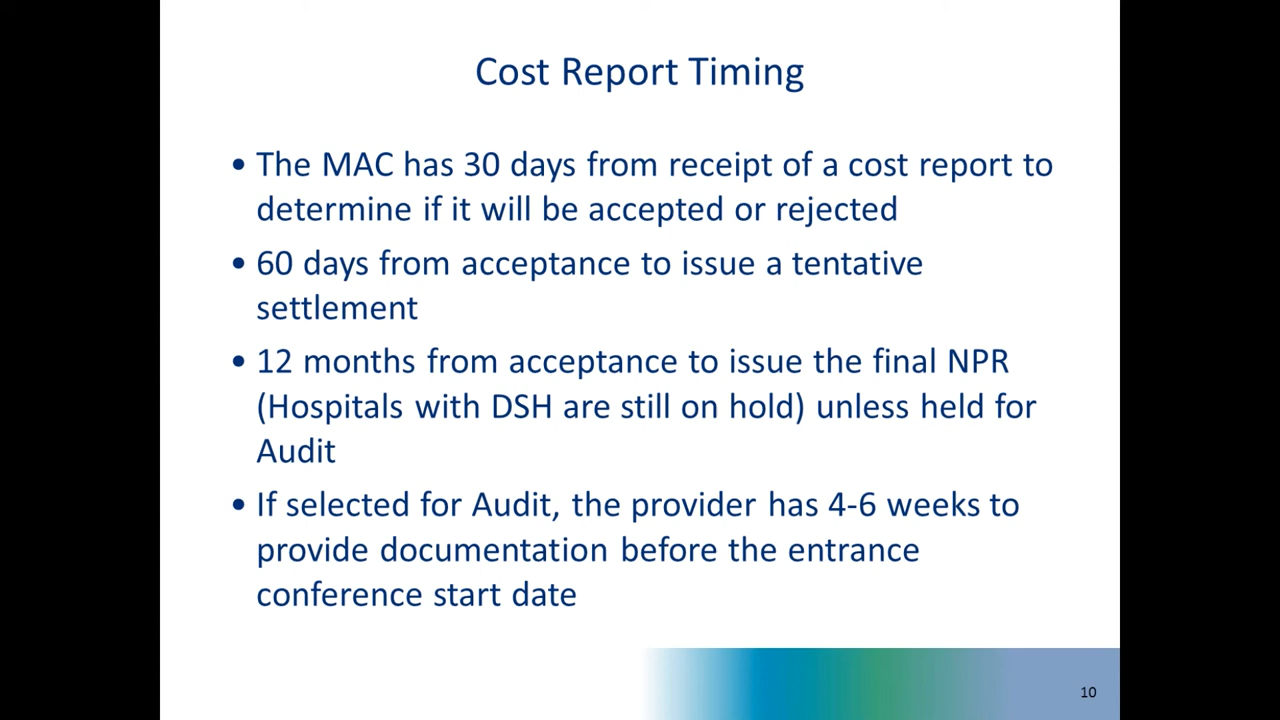 Cost Report Timing
• The MAC has 30 days from receipt of a cost report to
determine if it will be accepted or rejected
• 60 days from acceptance to issue a tentative
settlement
• 12 months from acceptance to issue the final NPR
(Hospitals with DSH are still on hold) unless held for
Audit
• If selected for Audit, the provider has 4-6 weeks to
provide documentation before the entrance
conference start date
10